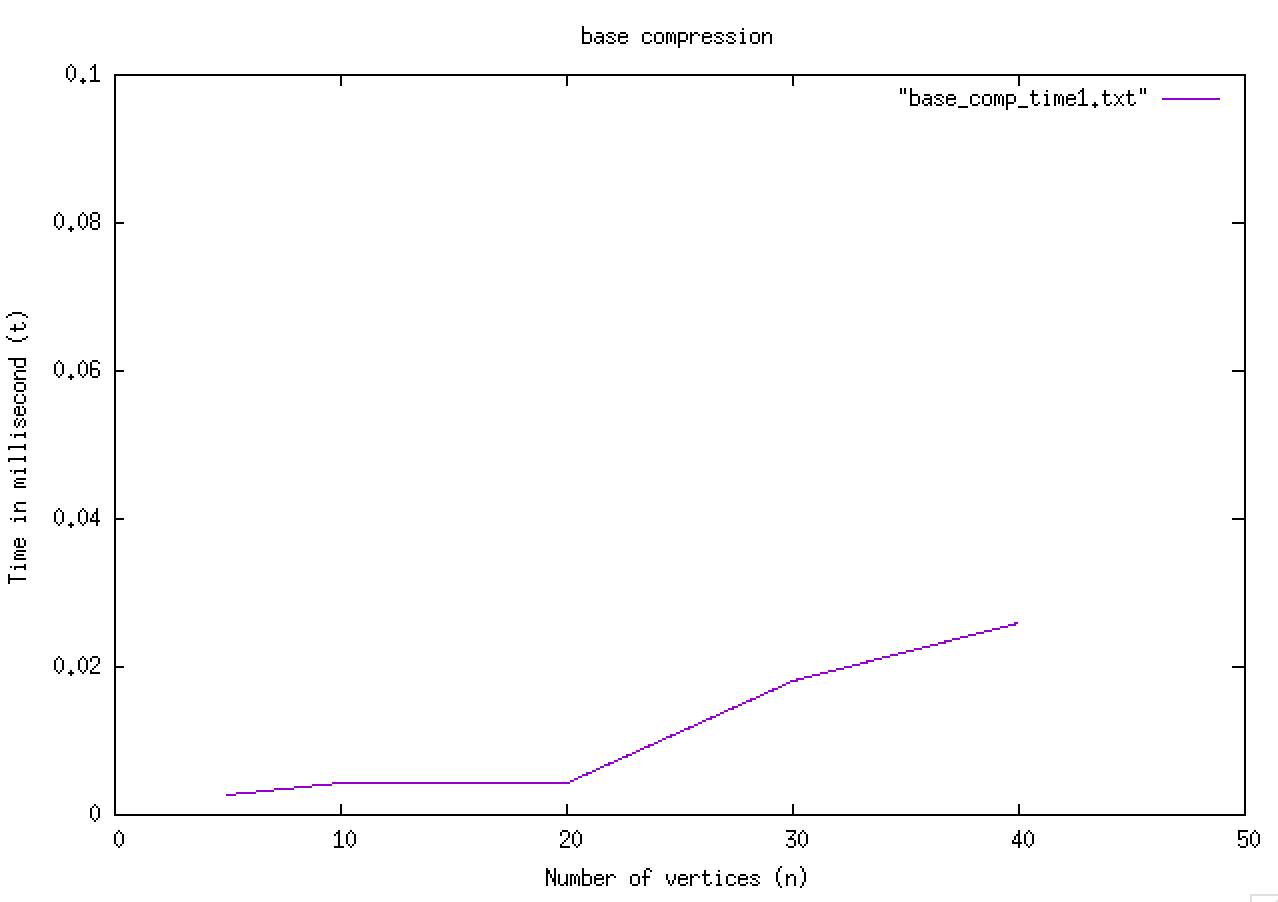 base compression
"base_comp_time1.txt"
0.1
0.08
0.06
0.04
0.02
0
Time in millisecond (t)
0 10 20 30 40 50
Number of vertices (n)